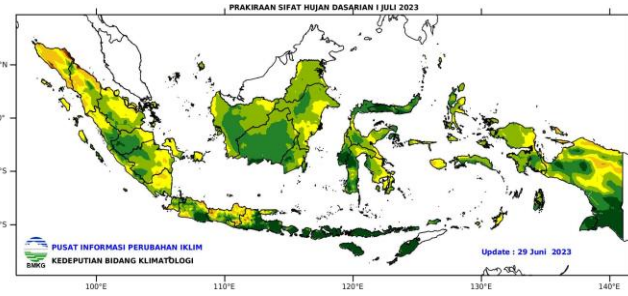 PRAKIRAAN SIFAT HUJAN DASARIAN I JULI 2023
°N
°
°S
°S
PUSAT INFORMASI PERUBAHAN IKLIM
KEDEPUTIAN BIDANG KLIMATOLOGI
BMKG
Update : 29 Juni 2023
100°E
110°E
120°E
130°E
140°E